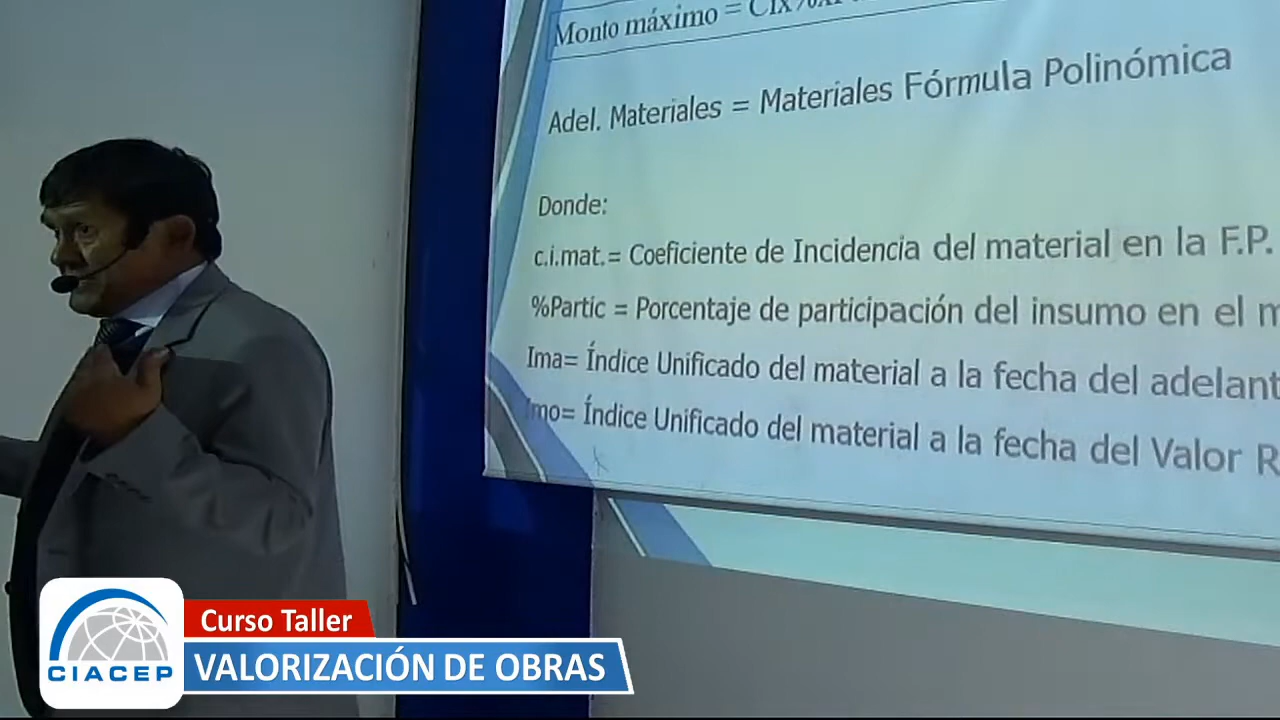 Monto máximo =
Adel. Materiales = Materiales Fórmula Polinómica
Donde:
c.i.mat.= Coeficiente de Incidencia del material en la F.P.
%Partic = Porcentaje de participación del insumo en el m
Ima= Índice Unificado del material a la fecha del adelant
Imo= Índice Unificado del material a la fecha del Valor R
Curso Taller
VALORIZACIÓN DE OBRAS
CIACEP